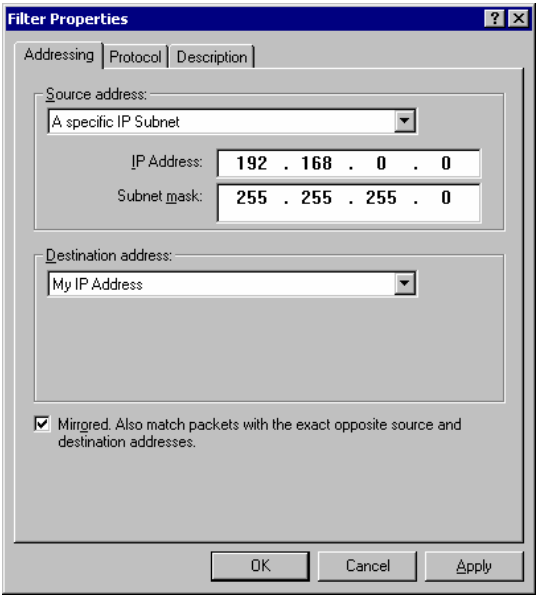 Filter Properties
Addressing Protocol Description
Source address:
A specific IP Subnet
IP Address: 192 . 168 . 0 . 0
Subnet mask: 255 . 255 . 255 . 0
Destination address:
My IP Address
Mirrored. Also match packets with the exact opposite source and
destination addresses.
OK Cancel Apply